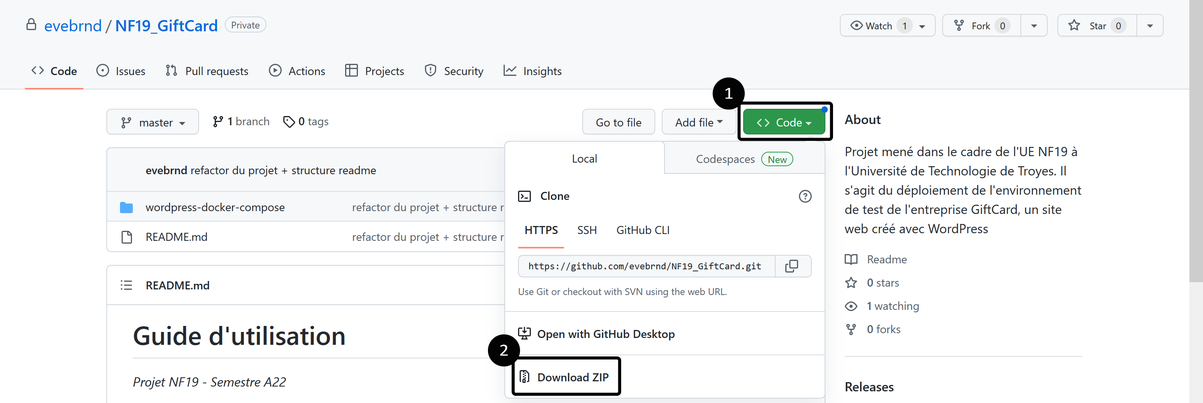 evebrnd / NF19_GiftCard Private
Watch 1 Fork 0 Star 0
Code Issues Pull requests Actions Projects Security Insights
1
master 1 branch 0 tags Go to file Add file Code
About
Local Codespaces New
Projet mené dans le cadre de l'UE NF19 à
l'Université de Technologie de Troyes. Il
s'agit du déploiement de l'environnement
de test de l'entreprise GiftCard, un site
web créé avec WordPress
evebrnd refactor du projet + structure readme
Clone
wordpress-docker-compose refactor du projet + structure r
HTTPS SSH GitHub CLI
README.md refactor du projet + structure r
https://github.com/evebrnd/NF19_GiftCard.git
Use Git or checkout with SVN using the web URL.
Readme
0 stars
1 watching
0 forks
README.md
Open with GitHub Desktop
Guide d'utilisation
2
Download ZIP
Projet NF19 - Semestre A22
Releases